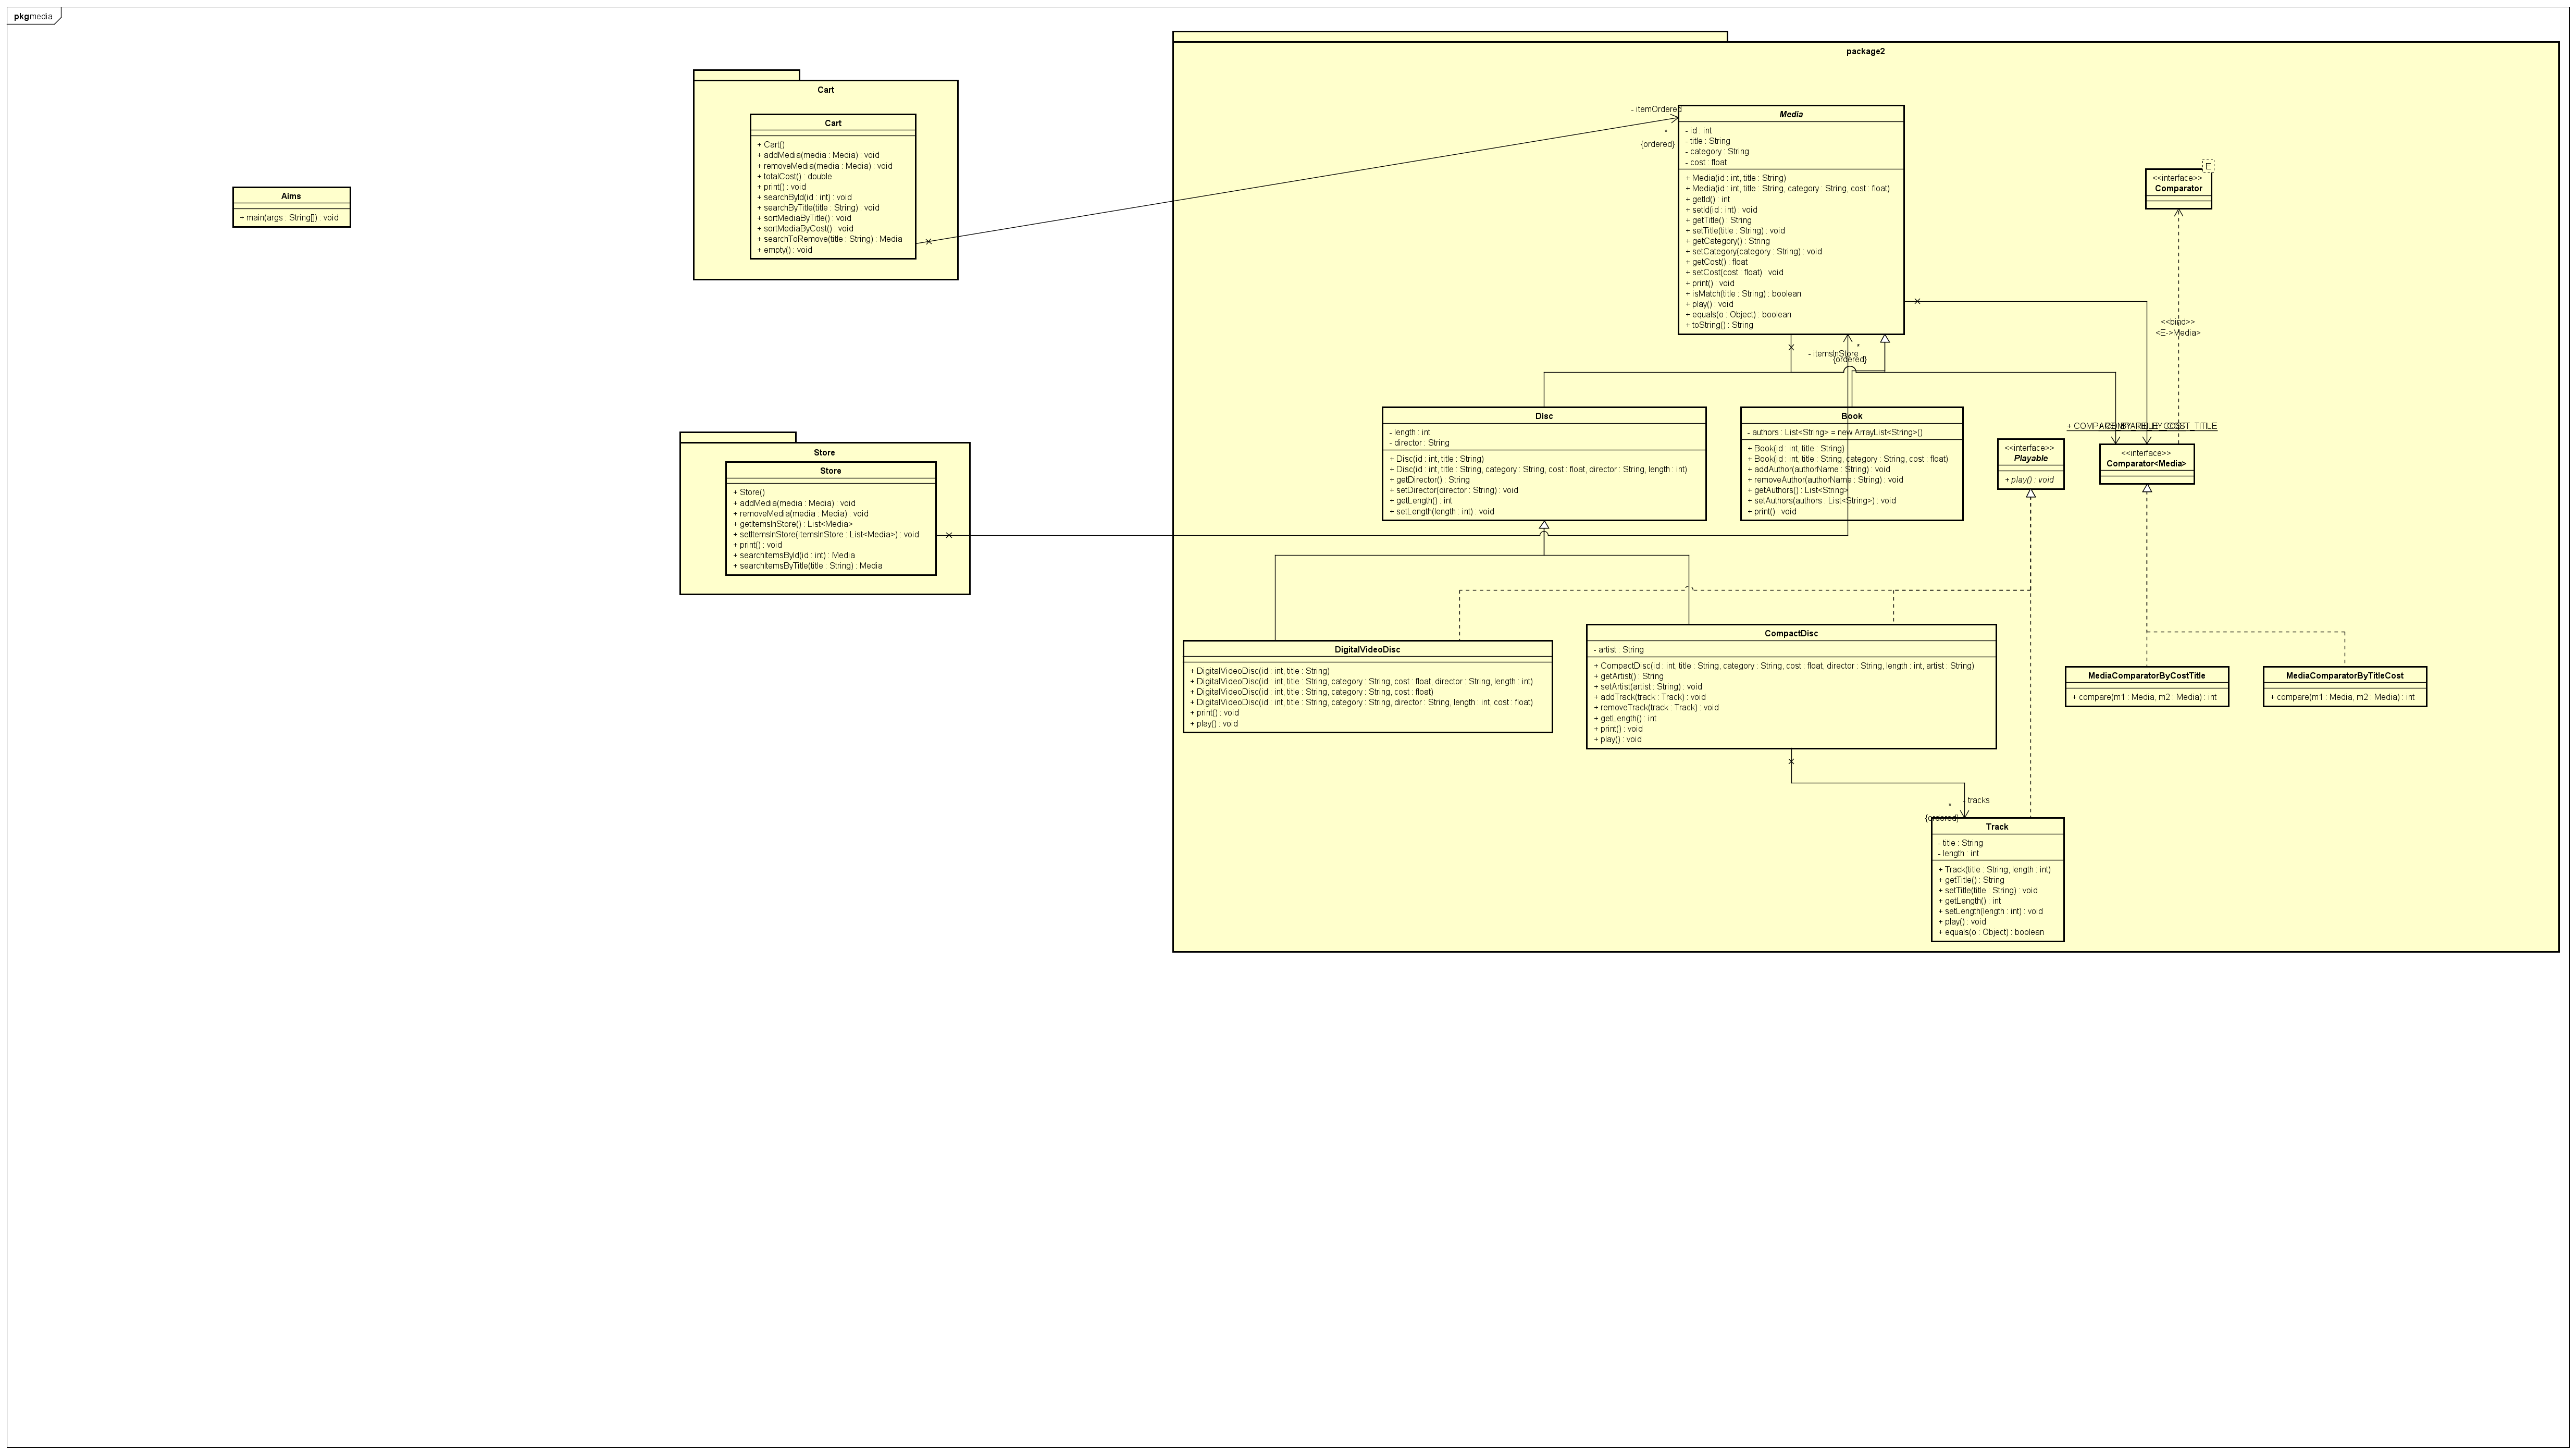 pkg media
Aims
+ main(args : String[]) : void
Cart
Cart
+ Cart()
+ addMedia(media : Media) : void
+ removeMedia(media : Media) : void
+ totalCost() : double
+ print() : void
+ searchById(id : int) : void
+ searchByTitle(title : String) : void
+ sortMediaByTitle() : void
+ sortMediaByCost() : void
+ searchToRemove(title : String) : Media
+ empty() : void
Store
Store
+ Store()
+ addMedia(media : Media) : void
+ removeMedia(media : Media) : void
+ getItemsInStore() : List<Media>
+ setItemsInStore(itemsInStore : List<Media>) : void
+ print() : void
+ searchItemsById(id : int) : Media
+ searchItemsByTitle(title : String) : Media
package2
- itemOrdered
*
{ordered}
Media
- id : int
- title : String
- category : String
- cost : float
+ Media(id : int, title : String)
+ Media(id : int, title : String, category : String, cost : float)
+ getId() : int
+ setId(id : int) : void
+ getTitle() : String
+ setTitle(title : String) : void
+ getCategory() : String
+ setCategory(category : String) : void
+ getCost() : float
+ setCost(cost : float) : void
+ print() : void
+ isMatch(title : String) : boolean
+ play() : void
+ equals(o : Object) : boolean
+ toString() : String
E
<<interface>>
Comparator
<<bind>>
<E->Media>
*
- itemsInStore
{ordered}
Disc
- length : int
- director : String
+ Disc(id : int, title : String)
+ Disc(id : int, title : String, category : String, cost : float, director : String, length : int)
+ getDirector() : String
+ setDirector(director : String) : void
+ getLength() : int
+ setLength(length : int) : void
Book
- authors : List<String> = new ArrayList<String>()
+ Book(id : int, title : String)
+ Book(id : int, title : String, category : String, cost : float)
+ addAuthor(authorName : String) : void
+ removeAuthor(authorName : String) : void
+ getAuthors() : List<String>
+ setAuthors(authors : List<String>) : void
+ print() : void
<<interface>>
Playable
+ play() : void
<<interface>>
Comparator<Media>
DigitalVideoDisc
+ DigitalVideoDisc(id : int, title : String)
+ DigitalVideoDisc(id : int, title : String, category : String, cost : float, director : String, length : int)
+ DigitalVideoDisc(id : int, title : String, category : String, cost : float)
+ DigitalVideoDisc(id : int, title : String, category : String, director : String, length : int, cost : float)
+ print() : void
+ play() : void
CompactDisc
- artist : String
+ CompactDisc(id : int, title : String, category : String, cost : float, director : String, length : int, artist : String)
+ getArtist() : String
+ setArtist(artist : String) : void
+ addTrack(track : Track) : void
+ removeTrack(track : Track) : void
+ getLength() : int
+ print() : void
+ play() : void
MediaComparatorByCostTitle
+ compare(m1 : Media, m2 : Media) : int
MediaComparatorByTitleCost
+ compare(m1 : Media, m2 : Media) : int
- tracks
*
{ordered}
Track
- title : String
- length : int
+ Track(title : String, length : int)
+ getTitle() : String
+ setTitle(title : String) : void
+ getLength() : int
+ setLength(length : int) : void
+ play() : void
+ equals(o : Object) : boolean